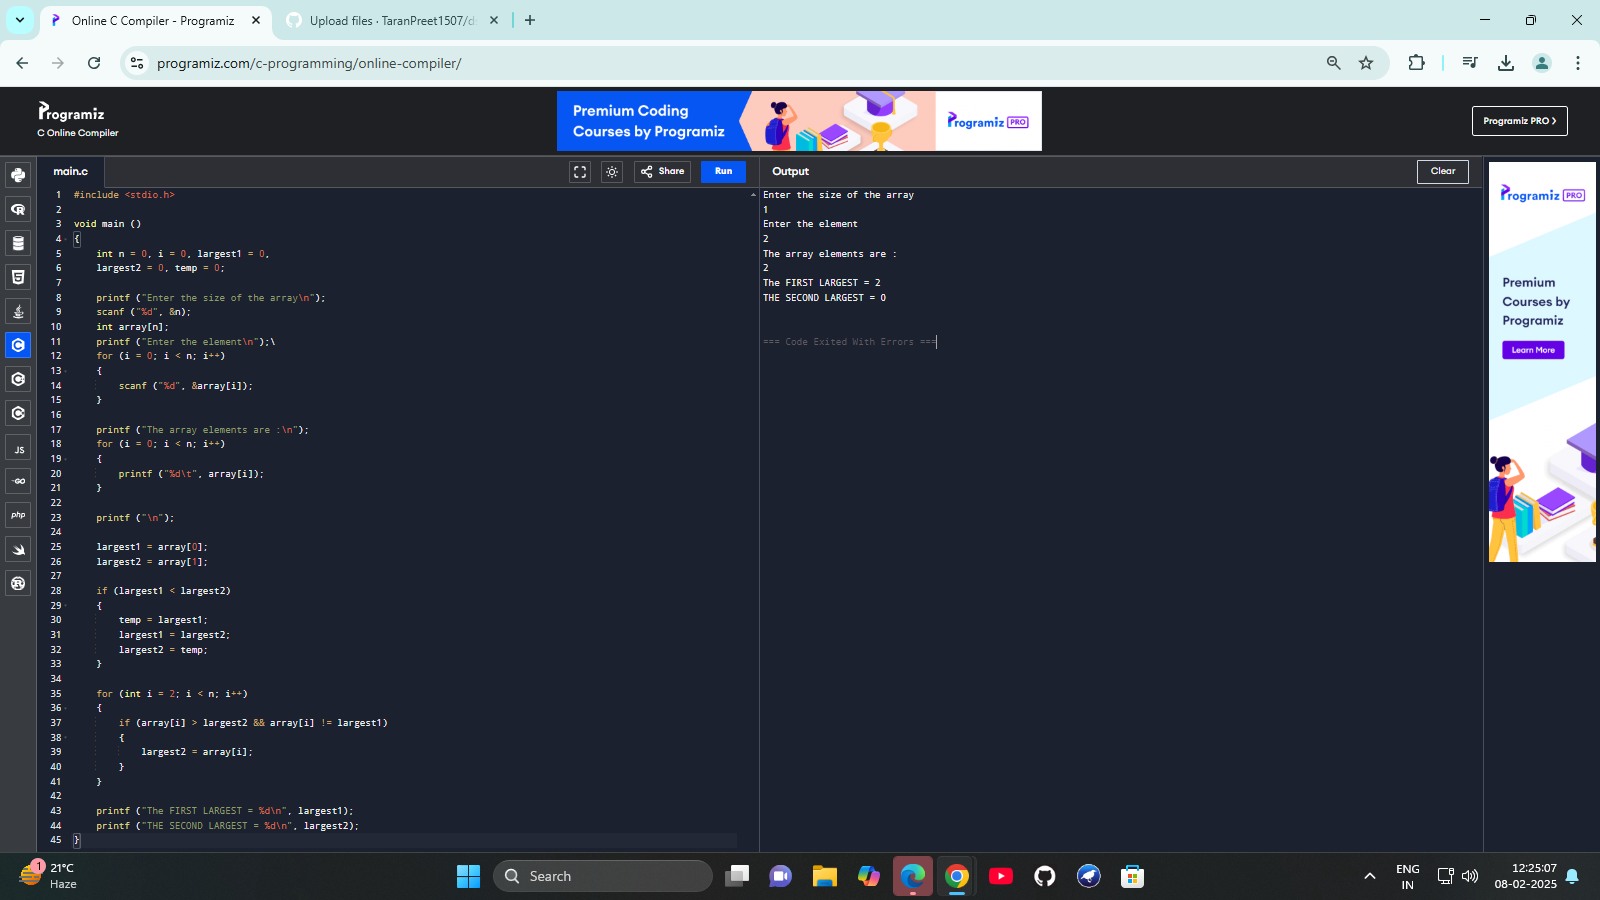 Online C Compiler - Programiz
Upload files · TaranPreet1507/d
programiz.com/c-programming/online-compiler/
Programiz
C Online Compiler
Premium Coding
Courses by Programiz
Programiz PRO
Programiz PRO >
main.c
Share
Run
Output
Clear
1 #include <stdio.h>
2
3 void main ()
4 {
5 int n = 0, i = 0, largest1 = 0,
6 largest2 = 0, temp = 0;
7
8 printf ("Enter the size of the array\n");
9 scanf ("%d", &n);
10 int array[n];
11 printf ("Enter the element\n");\
12 for (i = 0; i < n; i++)
13 {
14 scanf ("%d", &array[i]);
15 }
16
17 printf ("The array elements are :\n");
18 for (i = 0; i < n; i++)
19 {
20 printf ("%d\t", array[i]);
21 }
22
23 printf ("\n");
24
25 largest1 = array[0];
26 largest2 = array[1];
27
28 if (largest1 < largest2)
29 {
30 temp = largest1;
31 largest1 = largest2;
32 largest2 = temp;
33 }
34
35 for (int i = 2; i < n; i++)
36 {
37 if (array[i] > largest2 && array[i] != largest1)
38 {
39 largest2 = array[i];
40 }
41 }
42
43 printf ("The FIRST LARGEST = %d\n", largest1);
44 printf ("THE SECOND LARGEST = %d\n", largest2);
45 }
Enter the size of the array
1
Enter the element
2
The array elements are :
2
The FIRST LARGEST = 2
THE SECOND LARGEST = 0
=== Code Exited With Errors ===
Programiz PRO
Premium
Courses by
Programiz
Learn More
JS
GO
php
1
21°C
Haze
Search
ENG
IN
12:25:07
08-02-2025